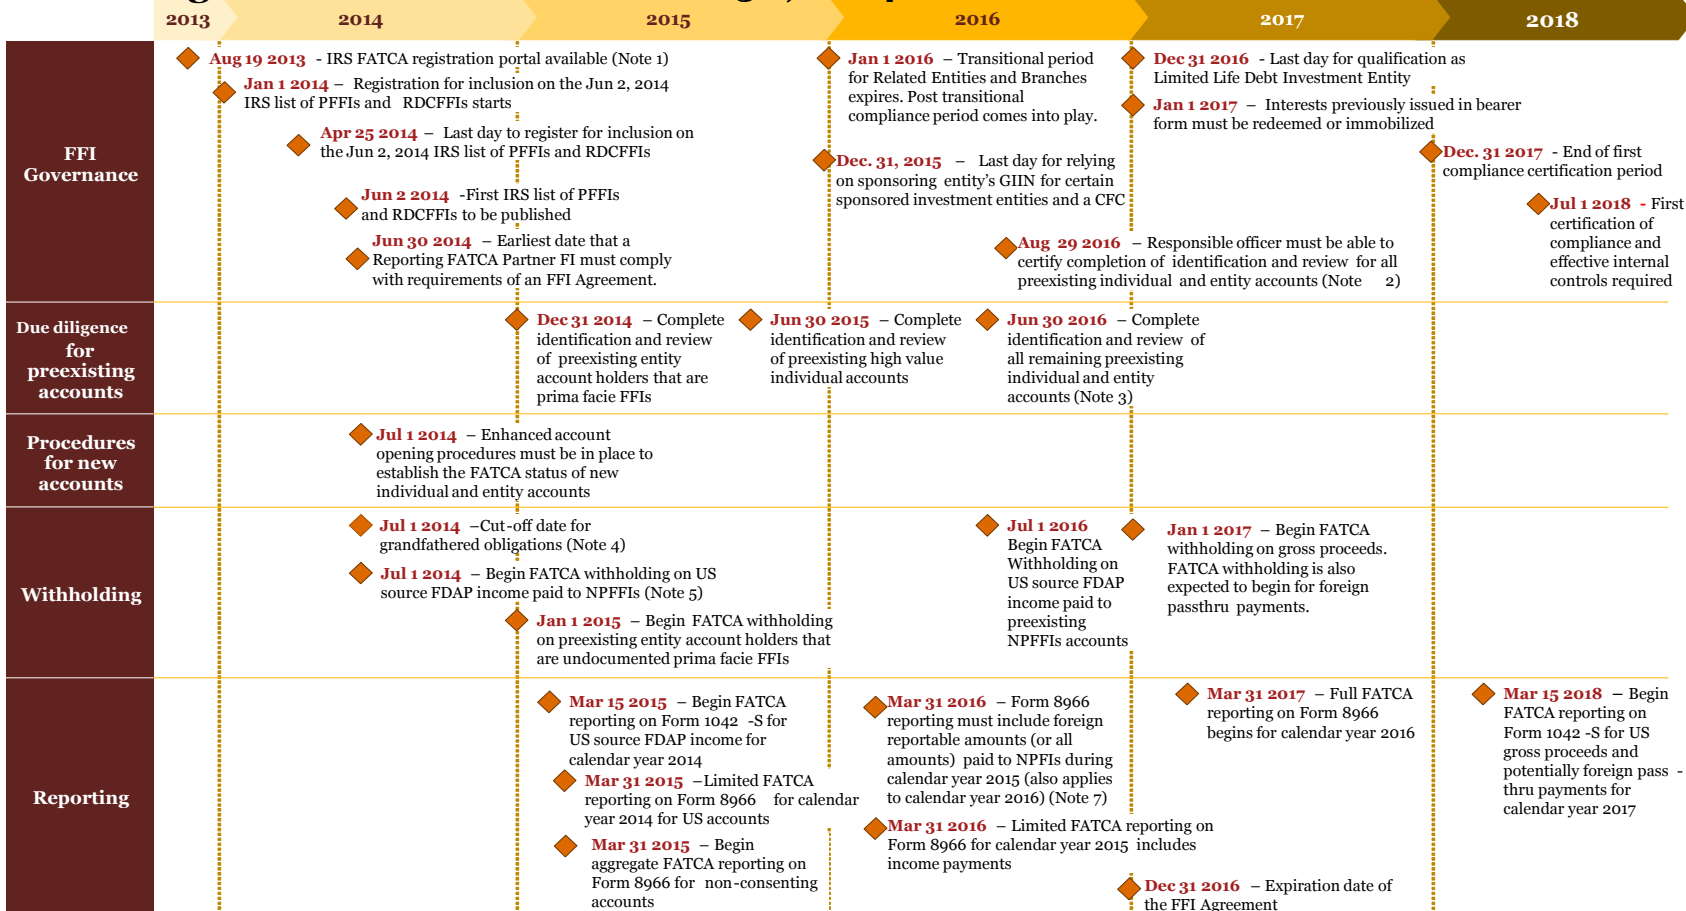 2013
2014
2015
2016
2017
2018
FFI
Governance
Aug 19 2013 - IRS FATCA registration portal available (Note 1)
Jan 1 2014 – Registration for inclusion on the Jun 2, 2014
IRS list of PFFIs and RDCFFIs starts
Apr 25 2014 – Last day to register for inclusion on
the Jun 2, 2014 IRS list of PFFIs and RDCFFIs
Jun 2 2014 -First IRS list of PFFIs
and RDCFFIs to be published
Jun 30 2014 – Earliest date that a
Reporting FATCA Partner FI must comply
with requirements of an FFI Agreement.
Jan 1 2016 – Transitional period
for Related Entities and Branches
expires. Post transitional
compliance period comes into play.
Dec. 31, 2015 – Last day for relying
on sponsoring entity's GIIN for certain
sponsored investment entities and a CFC
Aug 29 2016 – Responsible officer must be able to
certify completion of identification and review for all
preexisting individual and entity accounts (Note 2)
Dec 31 2016 - Last day for qualification as
Limited Life Debt Investment Entity
Jan 1 2017 – Interests previously issued in bearer
form must be redeemed or immobilized
Dec. 31 2017 - End of first
compliance certification period
Jul 1 2018 - First
certification of
compliance and
effective internal
controls required
Due diligence
for
preexisting
accounts
Dec 31 2014 – Complete
identification and review
of preexisting entity
account holders that are
prima facie FFIs
Jun 30 2015 – Complete
identification and review
of preexisting high value
individual accounts
Jun 30 2016 – Complete
identification and review of
all remaining preexisting
individual and entity
accounts (Note 3)
Procedures
for new
accounts
Jul 1 2014 – Enhanced account
opening procedures must be in place to
establish the FATCA status of new
individual and entity accounts
Withholding
Jul 1 2014 –Cut-off date for
grandfathered obligations (Note 4)
Jul 1 2014 – Begin FATCA withholding on US
source FDAP income paid to NPFFIs (Note 5)
Jan 1 2015 – Begin FATCA withholding
on preexisting entity account holders that
are undocumented prima facie FFIs
Jul 1 2016
Begin FATCA
Withholding on
US source FDAP
income paid to
preexisting
NPFFIs accounts
Jan 1 2017 – Begin FATCA
withholding on gross proceeds.
FATCA withholding is also
expected to begin for foreign
passthru payments.
Reporting
Mar 15 2015 – Begin FATCA
reporting on Form 1042 -S for
US source FDAP income for
calendar year 2014
Mar 31 2015 –Limited FATCA
reporting on Form 8966 for calendar
year 2014 for US accounts
Mar 31 2015 – Begin
aggregate FATCA reporting on
Form 8966 for non-consenting
accounts
Mar 31 2016 – Form 8966
reporting must include foreign
reportable amounts (or all
amounts) paid to NPFIs during
calendar year 2015 (also applies
to calendar year 2016) (Note 7)
Mar 31 2016 – Limited FATCA reporting on
Form 8966 for calendar year 2015 includes
income payments
Dec 31 2016 – Expiration date of
the FFI Agreement
Mar 31 2017 – Full FATCA
reporting on Form 8966
begins for calendar year 2016
Mar 15 2018 – Begin
FATCA reporting on
Form 1042 -S for US
gross proceeds and
potentially foreign pass -
thru payments for
calendar year 2017